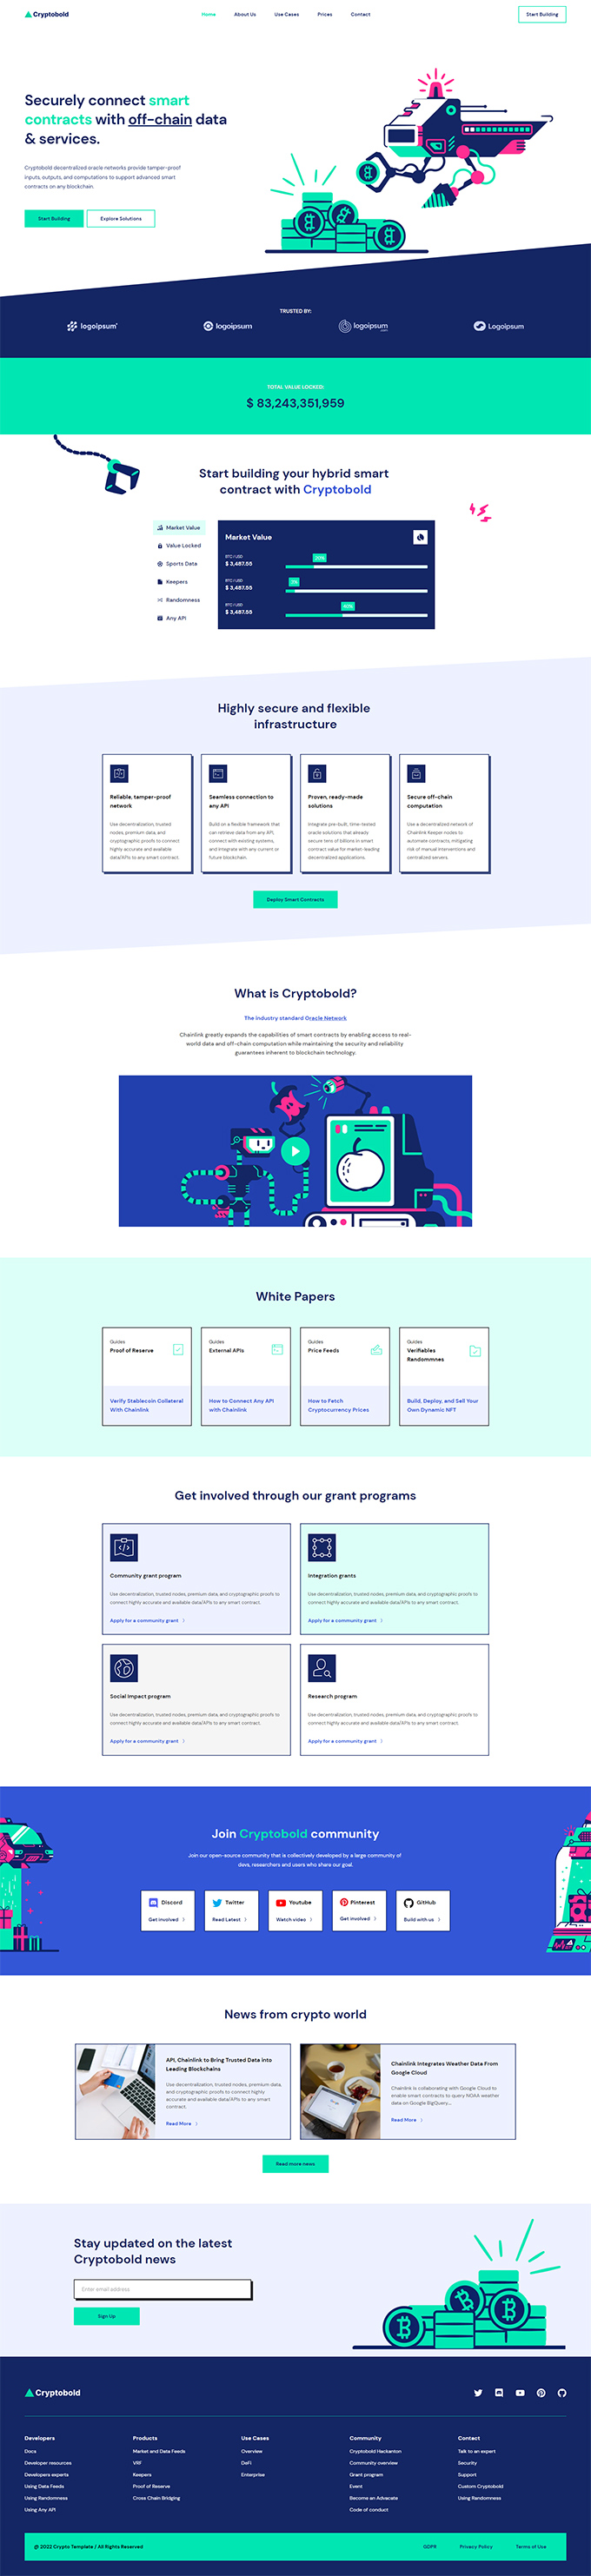 Cryptobold
Home
About Us
Use Cases
Prices
Contact
Start Building
Securely connect smart
contracts with off-chain data
& services.
Cryptobold decentralized oracle networks provide tamper-proof
inputs, outputs, and computations to support advanced smart
contracts on any blockchain.
Start Building
Explore Solutions
TRUSTED BY:
logoipsum
logoipsum
logoipsum
Logoipsum
TOTAL VALUE LOCKED:
$ 83,243,351,959
Start building your hybrid smart
contract with Cryptobold
Market Value
Value Locked
Sports Data
Keepers
Randomness
Any API
Market Value
BTC / USD
$ 3,487.55
20%
BTC / USD
$ 3,487.55
BTC / USD
$ 3,487.55
Highly secure and flexible
infrastructure
Reliable, tamper-proof
network
Use decentralization, trusted
nodes, premium data, and
cryptographic proofs to connect
highly accurate and available
data/APIs to any smart contract.
Seamless connection to
any API
Build on a flexible framework that
can retrieve data from any API,
connect with existing systems,
and integrate with any current or
future blockchain.
Proven, ready-made
solutions
Integrate pre-built, time-tested
oracle solutions that already
secure tens of billions in smart
contract value for market-leading
decentralized applications.
Secure off-chain
computation
Use a decentralized network of
Chainlink Keeper nodes to
automate contracts, mitigating
risk of manual interventions and
centralized servers.
Deploy Smart Contracts
What is Cryptobold?
The industry standard Oracle Network
Chainlink greatly expands the capabilities of smart contracts by enabling access to real-
world data and off-chain computation while maintaining the security and reliability
guarantees inherent to blockchain technology.
White Papers
Guides
Proof of Reserve
Verify Stablecoin Collateral
With Chainlink
Guides
External APIs
How to Connect Any API
with Chainlink
Guides
Price Feeds
How to Fetch
Cryptocurrency Prices
Guides
Verifiables
Randommnes
Build, Deploy, and Sell Your
Own Dynamic NFT
Get involved through our grant programs
Community grant program
Use decentralization, trusted nodes, premium data, and cryptographic proofs to
connect highly accurate and available data/APIs to any smart contract.
Apply for a community grant
Integration grants
Use decentralization, trusted nodes, premium data, and cryptographic proofs to
connect highly accurate and available data/APIs to any smart contract.
Apply for a community grant
Social Impact program
Use decentralization, trusted nodes, premium data, and cryptographic proofs to
connect highly accurate and available data/APIs to any smart contract.
Apply for a community grant
Research program
Use decentralization, trusted nodes, premium data, and cryptographic proofs to
connect highly accurate and available data/APIs to any smart contract.
Apply for a community grant
Join Cryptobold community
Join our open-source community that is collectively developed by a large community of
devs, researchers and users who share our goal.
Discord
Get involved
Twitter
Read Latest
Youtube
Watch video
Pinterest
Get involved
GitHub
Build with us
News from crypto world
API, Chainlink to Bring Trusted Data into
Leading Blockchains
Use decentralization, trusted nodes, premium data,
and cryptographic proofs to connect highly
accurate and available data/APIs to any smart
contract.
Read More
Chainlink Integrates Weather Data From
Google Cloud
Chainlink is collaborating with Google Cloud to
enable smart contracts to query NOAA weather
data on Google BigQuery...
Read More
Read more news
Stay updated on the latest
Cryptobold news
Enter email address
Sign Up
Cryptobold
Developers
Docs
Developer resources
Developers experts
Using Data Feeds
Using Randomness
Using Any API
Products
Market and Data Feeds
VRF
Keepers
Proof of Reserve
Cross Chain Bridging
Use Cases
Overview
DeFi
Enterprise
Community
Cryptobold Hackanton
Community overview
Grant program
Event
Become an Advacate
Code of conduct
Contact
Talk to an expert
Security
Support
Custom Cryptobold
Using Randomness
@ 2022 Crypto Template / All Rights Reserved
GDPR
Privacy Policy
Terms of Use